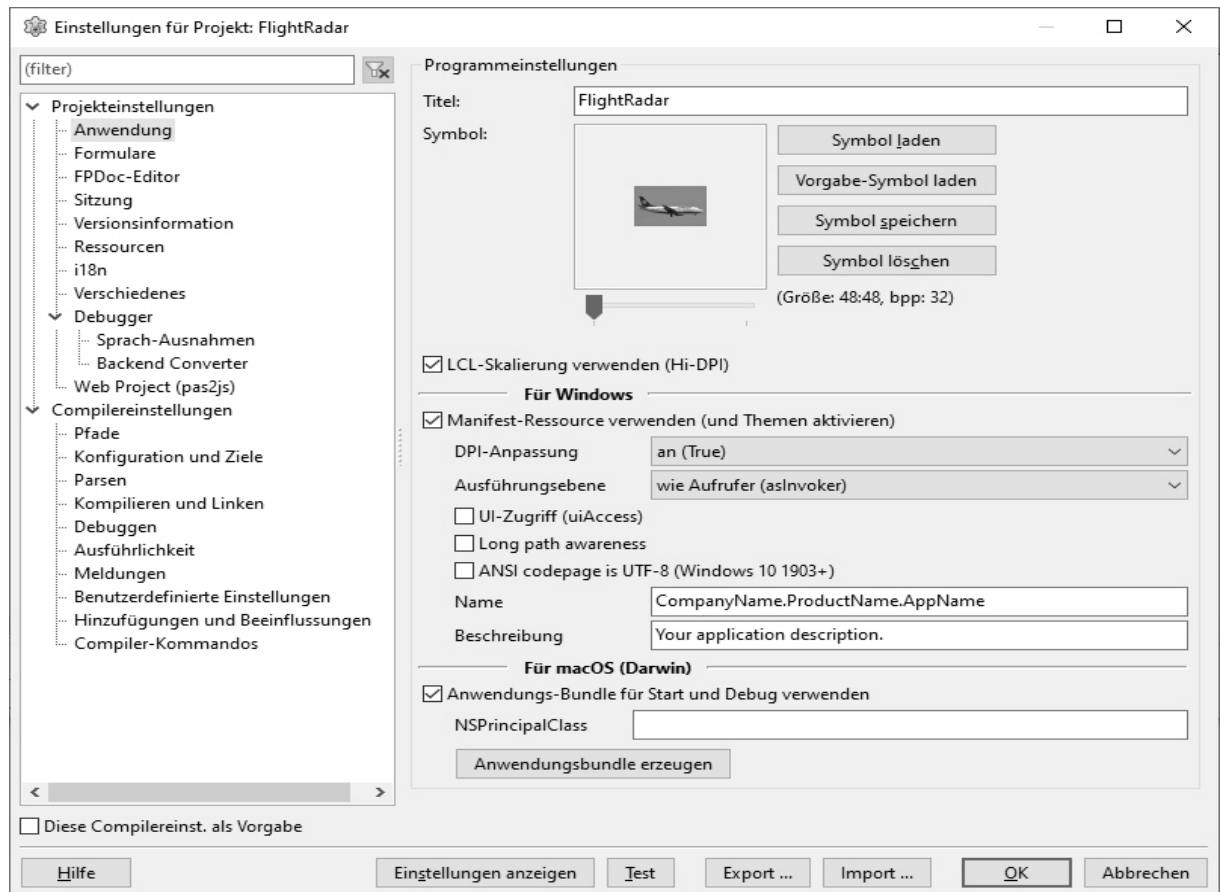 Einstellungen für Projekt: FlightRadar
(filter)
Projekteinstellungen
Anwendung
Formulare
FPDoc-Editor
Sitzung
Versionsinformation
Ressourcen
i18n
Verschiedenes
Debugger
Sprach-Ausnahmen
Backend Converter
Web Project (pas2js)
Compilereinstellungen
Pfade
Konfiguration und Ziele
Parsen
Kompilieren und Linken
Debuggen
Ausführlichkeit
Meldungen
Benutzerdefinierte Einstellungen
Hinzufügungen und Beeinflussungen
Compiler-Kommandos
Programmeinstellungen
Titel: FlightRadar
Symbol:
Symbol laden
Vorgabe-Symbol laden
Symbol speichern
Symbol löschen
(Größe: 48:48, bpp: 32)
LCL-Skalierung verwenden (Hi-DPI)
Für Windows
Manifest-Ressource verwenden (und Themen aktivieren)
DPI-Anpassung an (True)
Ausführungsebene wie Aufrufer (asInvoker)
UI-Zugriff (uiAccess)
Long path awareness
ANSI codepage is UTF-8 (Windows 10 1903+)
Name CompanyName.ProductName.AppName
Beschreibung Your application description.
Für macOS (Darwin)
Anwendungs-Bundle für Start und Debug verwenden
NSPrincipalClass
Anwendungsbundle erzeugen
Diese Compilereinst. als Vorgabe
Hilfe Einstellungen anzeigen Test Export ... Import ... OK Abbrechen